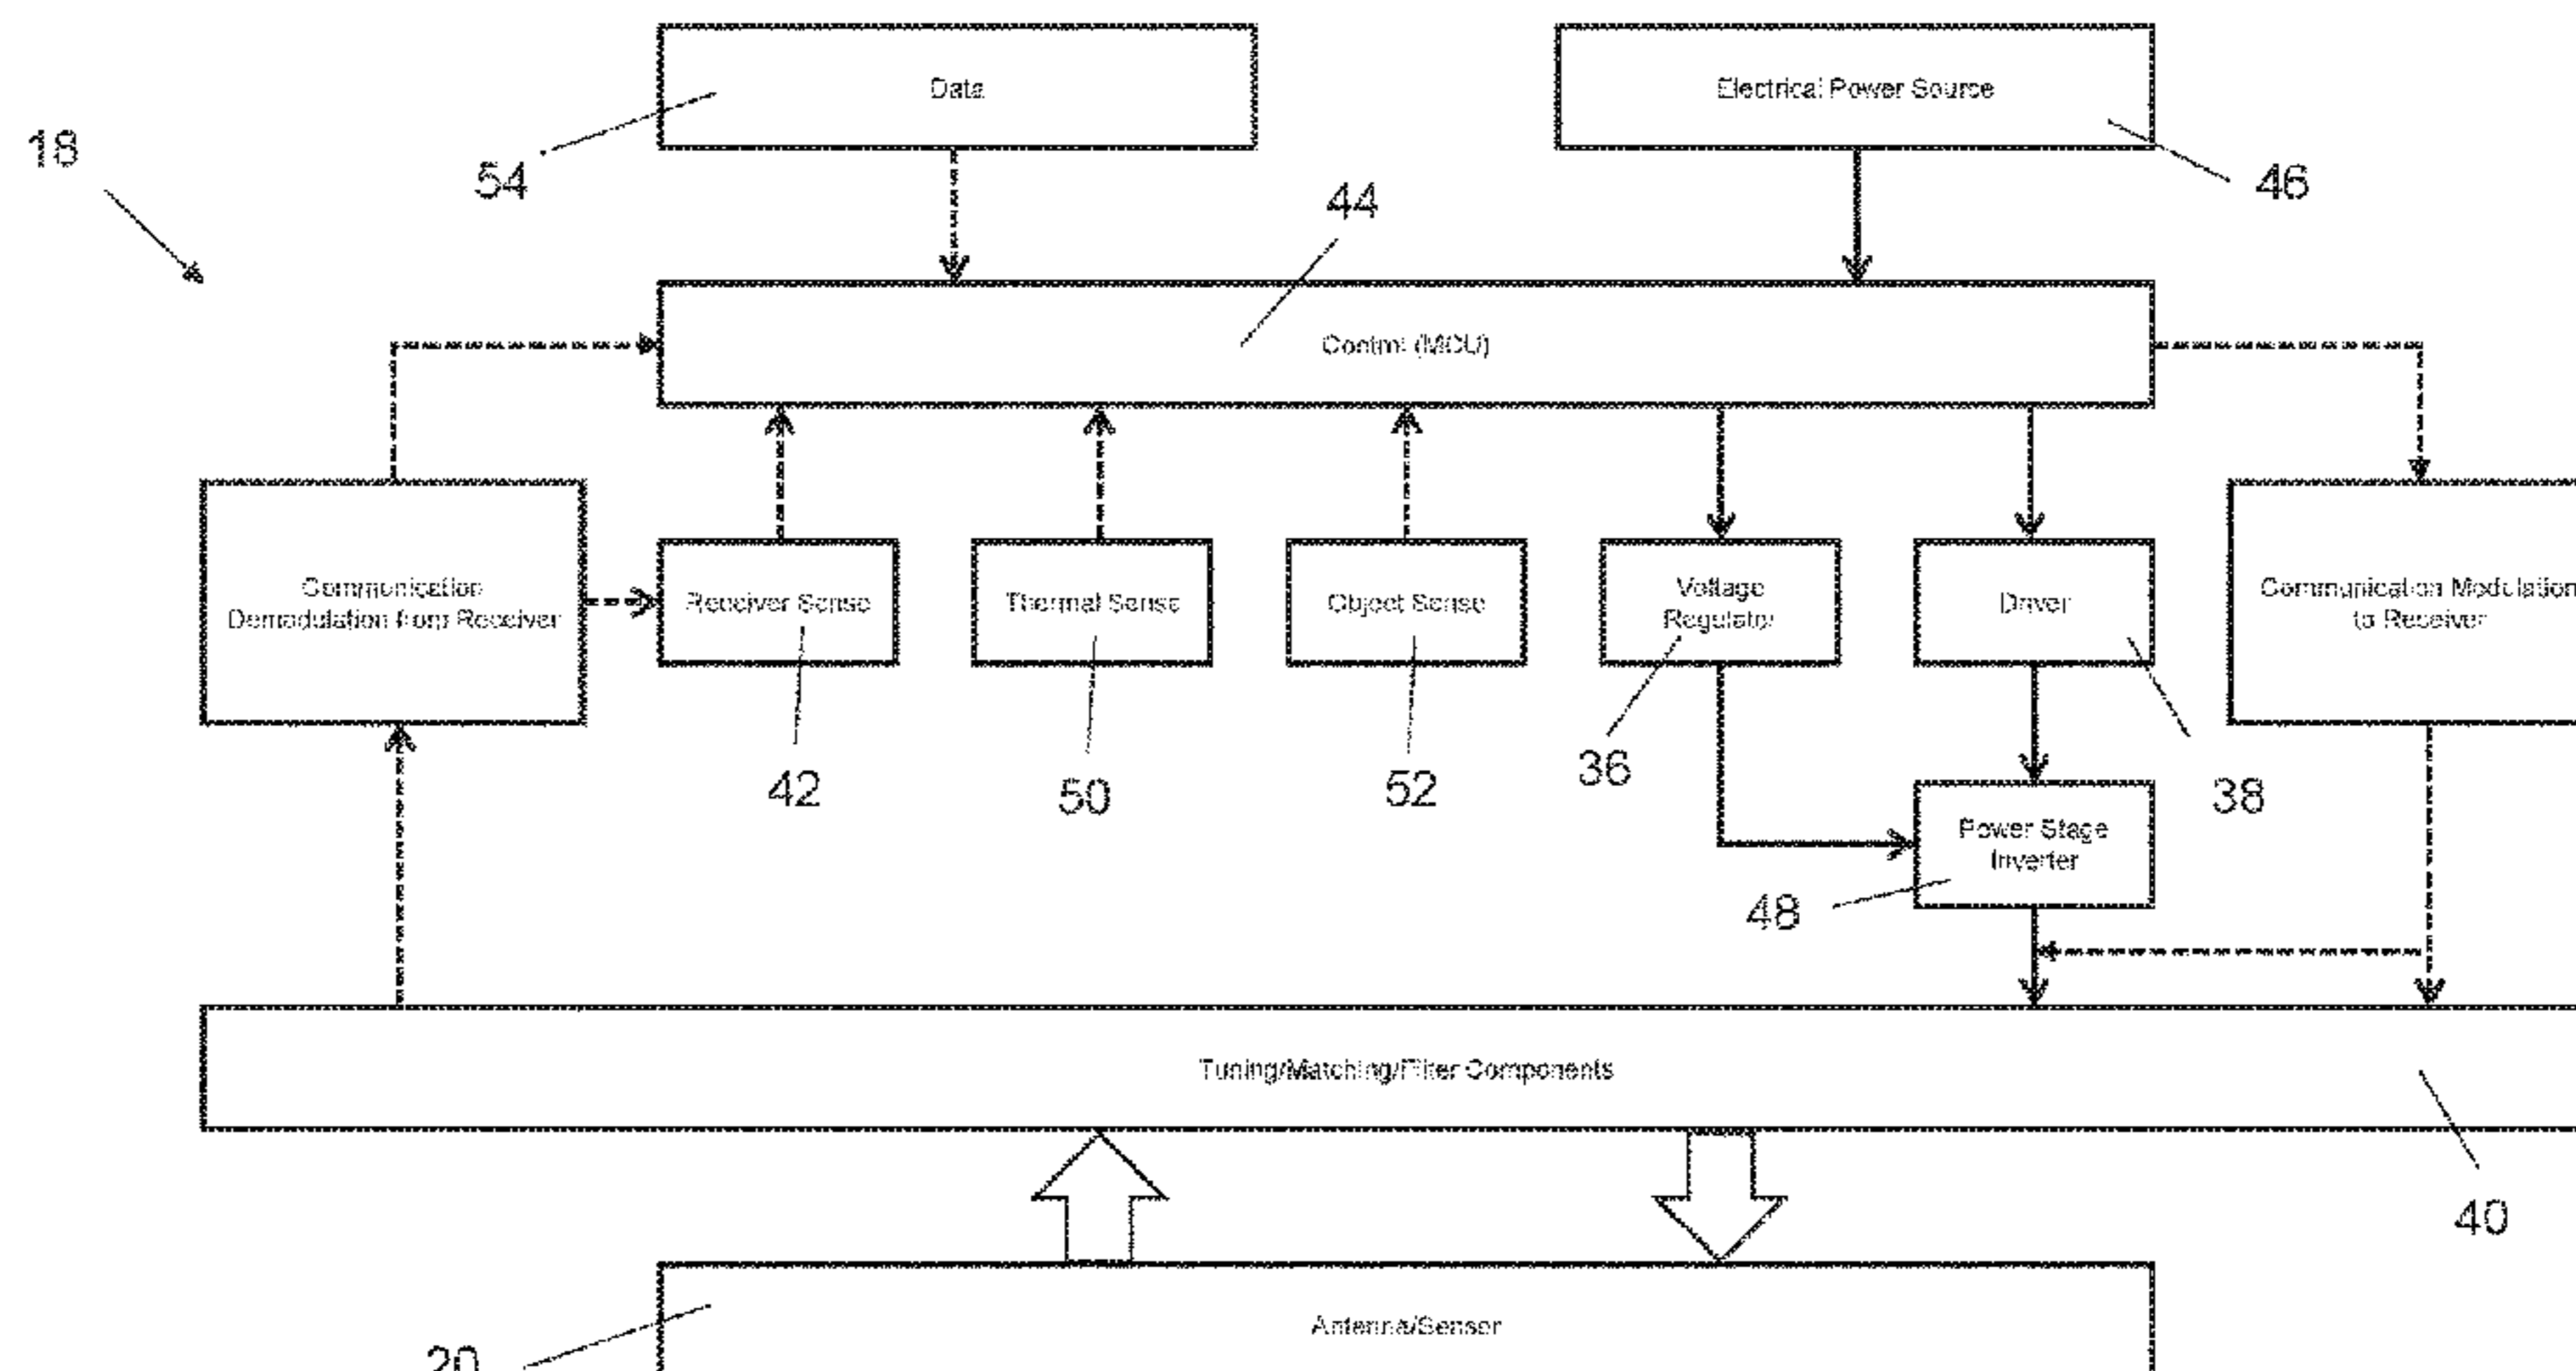 Data
Electrical Power Source
18
54
44
46
Control (MCU)
Communication
Demodulation from Receiver
Receiver Sense
Thermal Sense
Object Sense
Voltage
Regulator
Driver
Communication Modulation
to Receiver
42
50
52
36
38
Power Stage
Inverter
48
Tuning/Matching/Filter Components
40
Antenna/Sensor
20